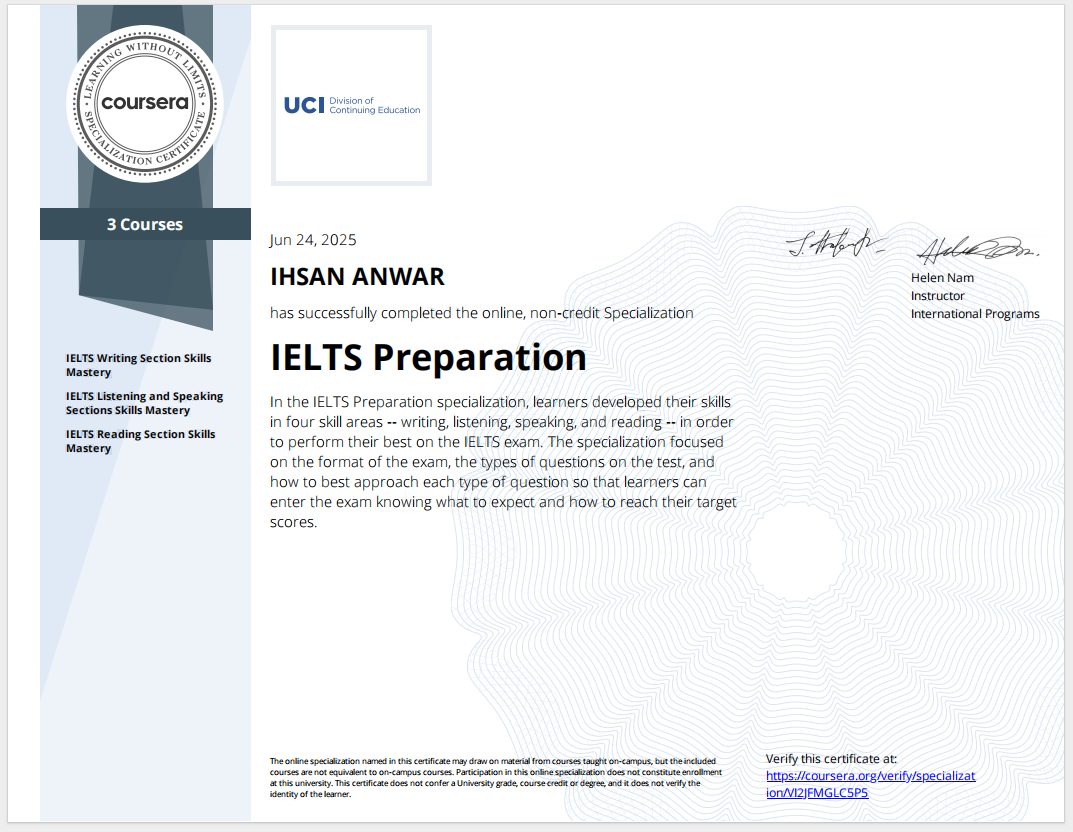 LEARNING WITHOUT LIMITS
coursera
SPECIALIZATION CERTIFICATE
3 Courses
IELTS Writing Section Skills
Mastery
IELTS Listening and Speaking
Sections Skills Mastery
IELTS Reading Section Skills
Mastery
UCI Division of
Continuing Education
Jun 24, 2025
IHSAN ANWAR
has successfully completed the online, non-credit Specialization
IELTS Preparation
In the IELTS Preparation specialization, learners developed their skills
in four skill areas -- writing, listening, speaking, and reading -- in order
to perform their best on the IELTS exam. The specialization focused
on the format of the exam, the types of questions on the test, and
how to best approach each type of question so that learners can
enter the exam knowing what to expect and how to reach their target
scores.
Helen Nam
Instructor
International Programs
The online specialization named in this certificate may draw on material from courses taught on-campus, but the included
courses are not equivalent to on-campus courses. Participation in this online specialization does not constitute enrollment
at this university. This certificate does not confer a University grade, course credit or degree, and it does not verify the
identity of the learner.
Verify this certificate at:
https://coursera.org/verify/specializat
ion/VI2JFMGLC5P5